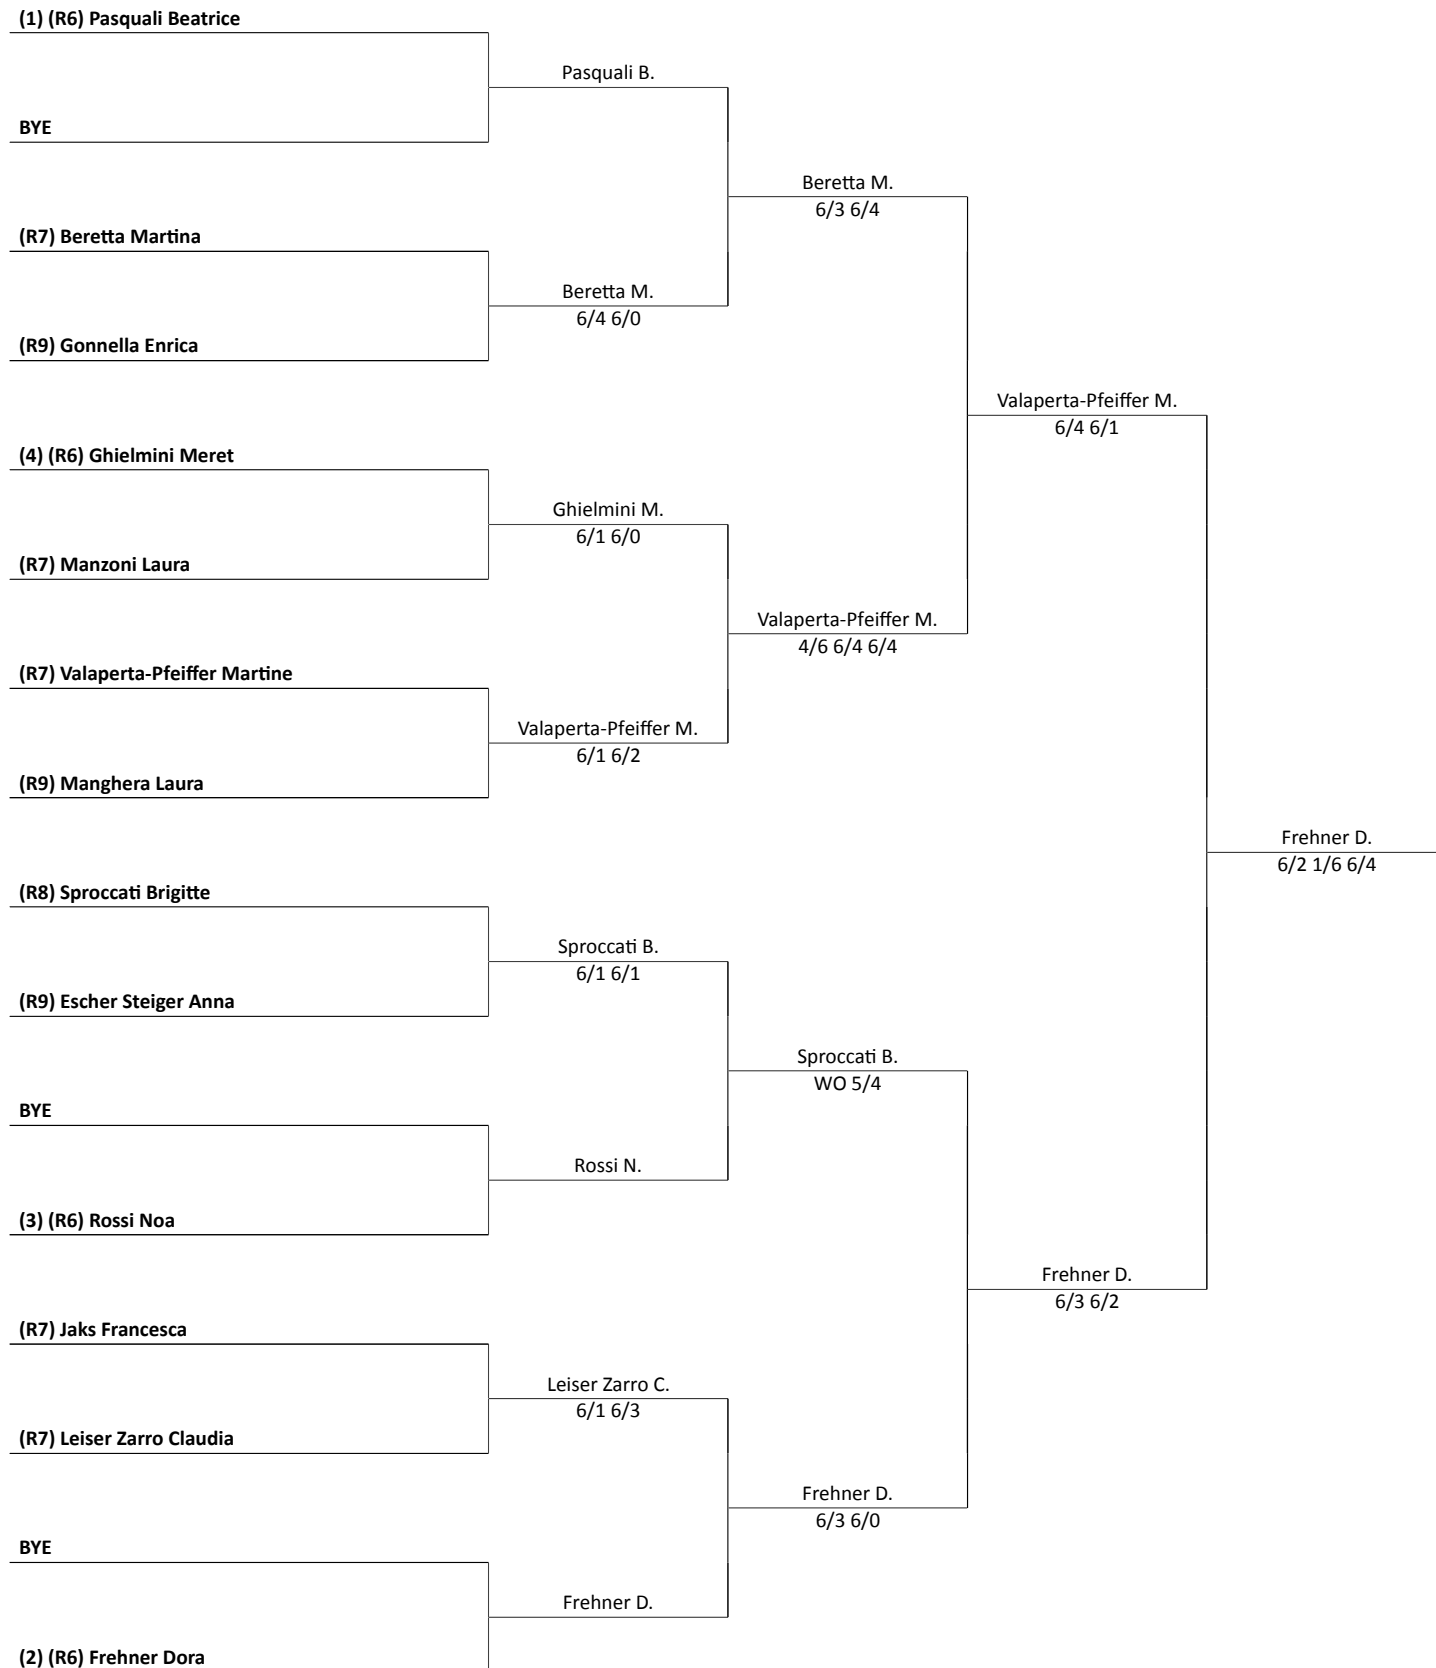 (1) (R6) Pasquali Beatrice
Pasquali B.
BYE
Beretta M.
6/3 6/4
(R7) Beretta Martina
Beretta M.
6/4 6/0
(R9) Gonnella Enrica
Valaperta-Pfeiffer M.
6/4 6/1
(4) (R6) Ghielmini Meret
Ghielmini M.
6/1 6/0
(R7) Manzoni Laura
Valaperta-Pfeiffer M.
4/6 6/4 6/4
(R7) Valaperta-Pfeiffer Martine
Valaperta-Pfeiffer M.
6/1 6/2
(R9) Manghera Laura
Frehner D.
6/2 1/6 6/4
(R8) Sproccati Brigitte
Sproccati B.
6/1 6/1
(R9) Escher Steiger Anna
Sproccati B.
WO 5/4
BYE
Rossi N.
(3) (R6) Rossi Noa
Frehner D.
6/3 6/2
(R7) Jaks Francesca
Leiser Zarro C.
6/1 6/3
(R7) Leiser Zarro Claudia
Frehner D.
6/3 6/0
BYE
Frehner D.
(2) (R6) Frehner Dora